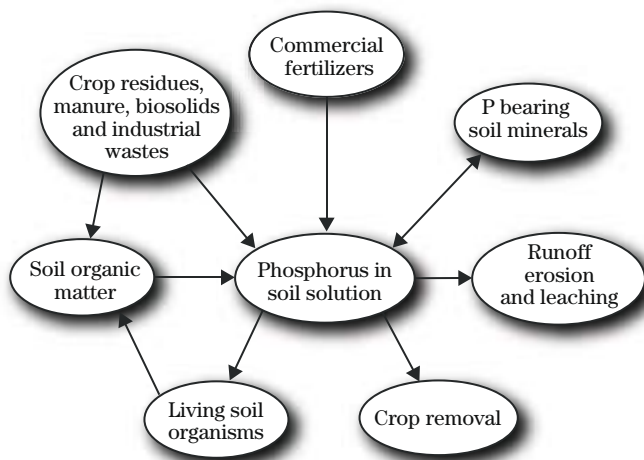 Commercial
fertilizers
Crop residues,
manure, biosolids
and industrial
wastes
P bearing
soil minerals
Soil organic
matter
Phosphorus in
soil solution
Runoff
erosion
and leaching
Living soil
organisms
Crop removal